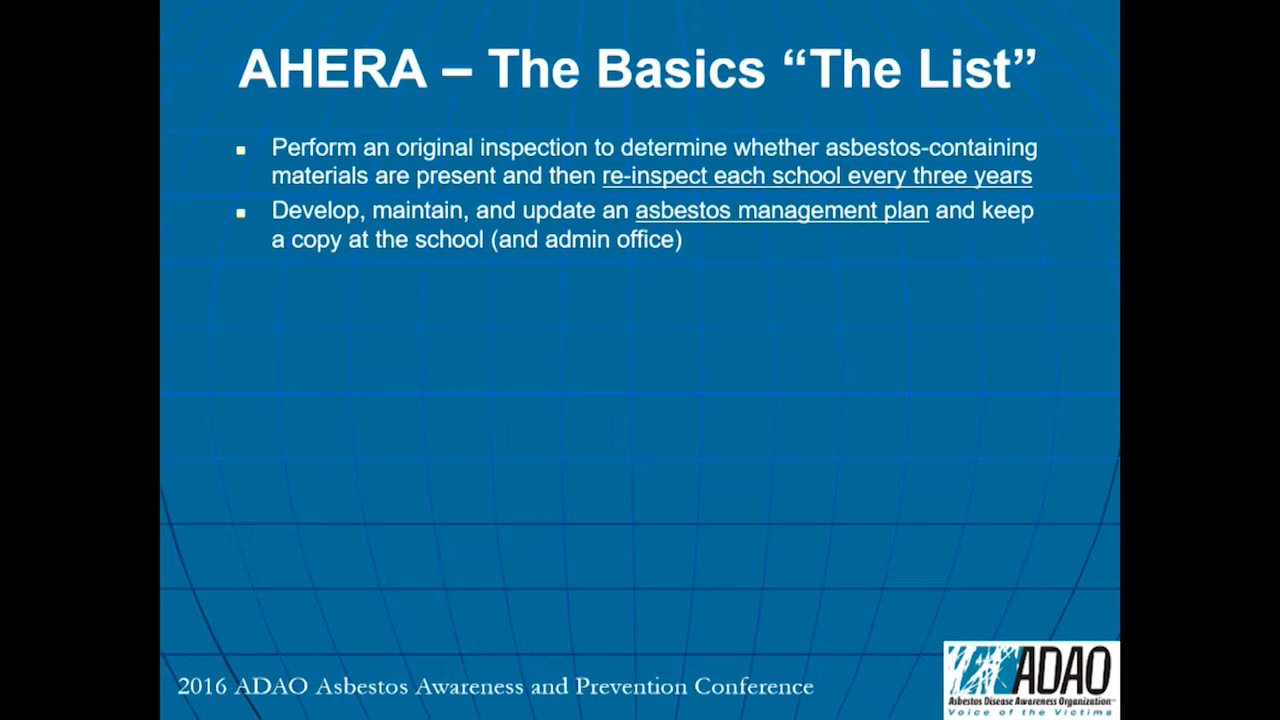 AHERA – The Basics “The List”
Perform an original inspection to determine whether asbestos-containing
materials are present and then re-inspect each school every three years
Develop, maintain, and update an asbestos management plan and keep
a copy at the school (and admin office)
2016 ADAO Asbestos Awareness and Prevention Conference
ADAO
Asbestos Disease Awareness Organization
Voice of the Victims